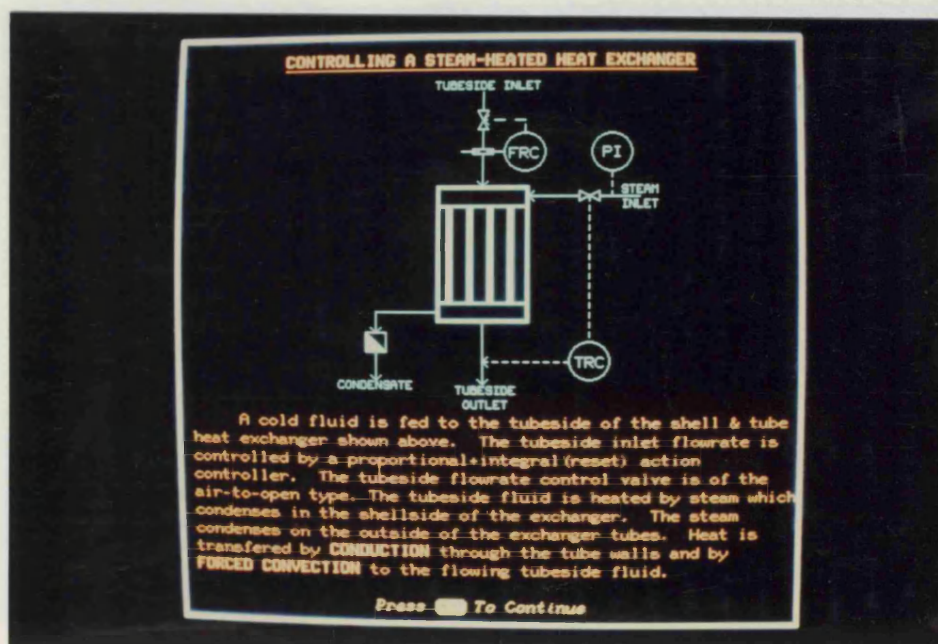 CONTROLLING A STEAM-HEATED HEAT EXCHANGER
TUBESIDE INLET
FRC
PI
STEAM
INLET
TRC
CONDENSATE
TUBESIDE
OUTLET
A cold fluid is fed to the tubeside of the shell & tube
heat exchanger shown above. The tubeside inlet flowrate is
controlled by a proportional+integral(reset) action
controller. The tubeside flowrate control valve is of the
air-to-open type. The tubeside fluid is heated by steam which
condenses in the shellside of the exchanger. The steam
condenses on the outside of the exchanger tubes. Heat is
transfered by CONDUCTION through the tube walls and by
FORCED CONVECTION to the flowing tubeside fluid.
Press To Continue